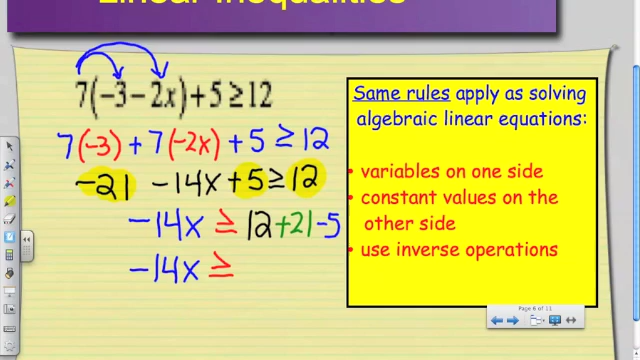 Linear Inequalities
7(-3-2x)+5≥12
7(-3) + 7(-2x) + 5 ≥ 12
-21 -14x + 5 ≥ 12
-14x ≥ 12 +21 -5
-14x ≥
Same rules apply as solving
algebraic linear equations:
• variables on one side
• constant values on the
other side
• use inverse operations
Page 6 of 11